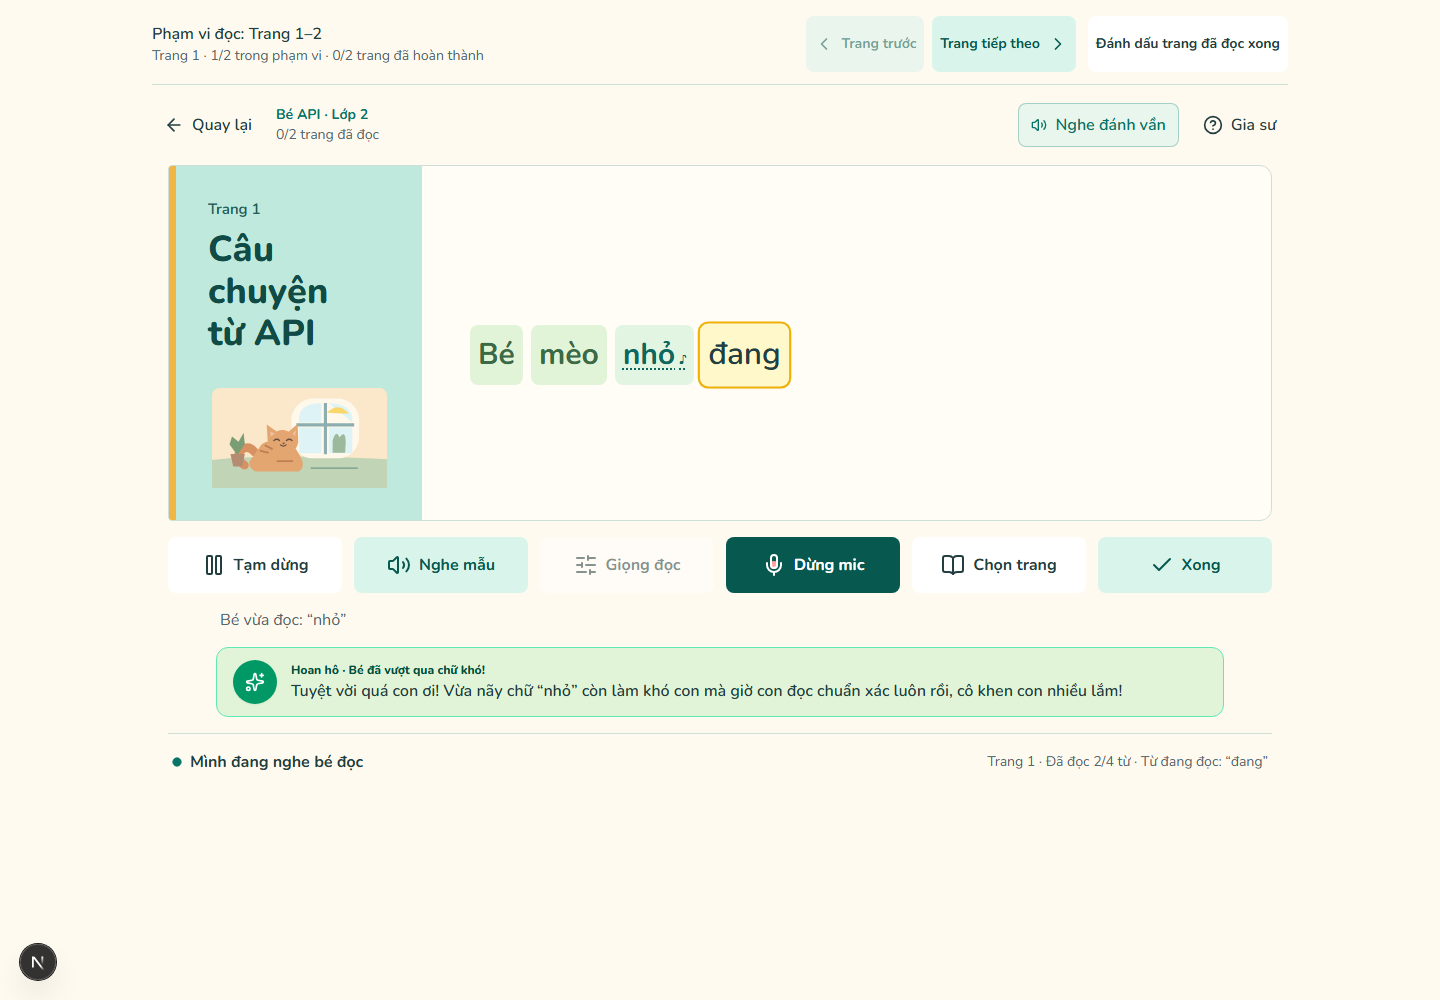 Phạm vi đọc: Trang 1–2
Trang 1 · 1/2 trong phạm vi · 0/2 trang đã hoàn thành
Trang trước
Trang tiếp theo
Đánh dấu trang đã đọc xong
Quay lại
Bé API · Lớp 2
0/2 trang đã đọc
Nghe đánh vần
Gia sư
Trang 1
Câu
chuyện
từ API
Bé mèo nhỏ♪ đang
Tạm dừng
Nghe mẫu
Giọng đọc
Dừng mic
Chọn trang
Xong
Bé vừa đọc: “nhỏ”
Hoan hô · Bé đã vượt qua chữ khó!
Tuyệt vời quá con ơi! Vừa nãy chữ “nhỏ” còn làm khó con mà giờ con đọc chuẩn xác luôn rồi, cô khen con nhiều lắm!
Mình đang nghe bé đọc
Trang 1 · Đã đọc 2/4 từ · Từ đang đọc: “đang”
N